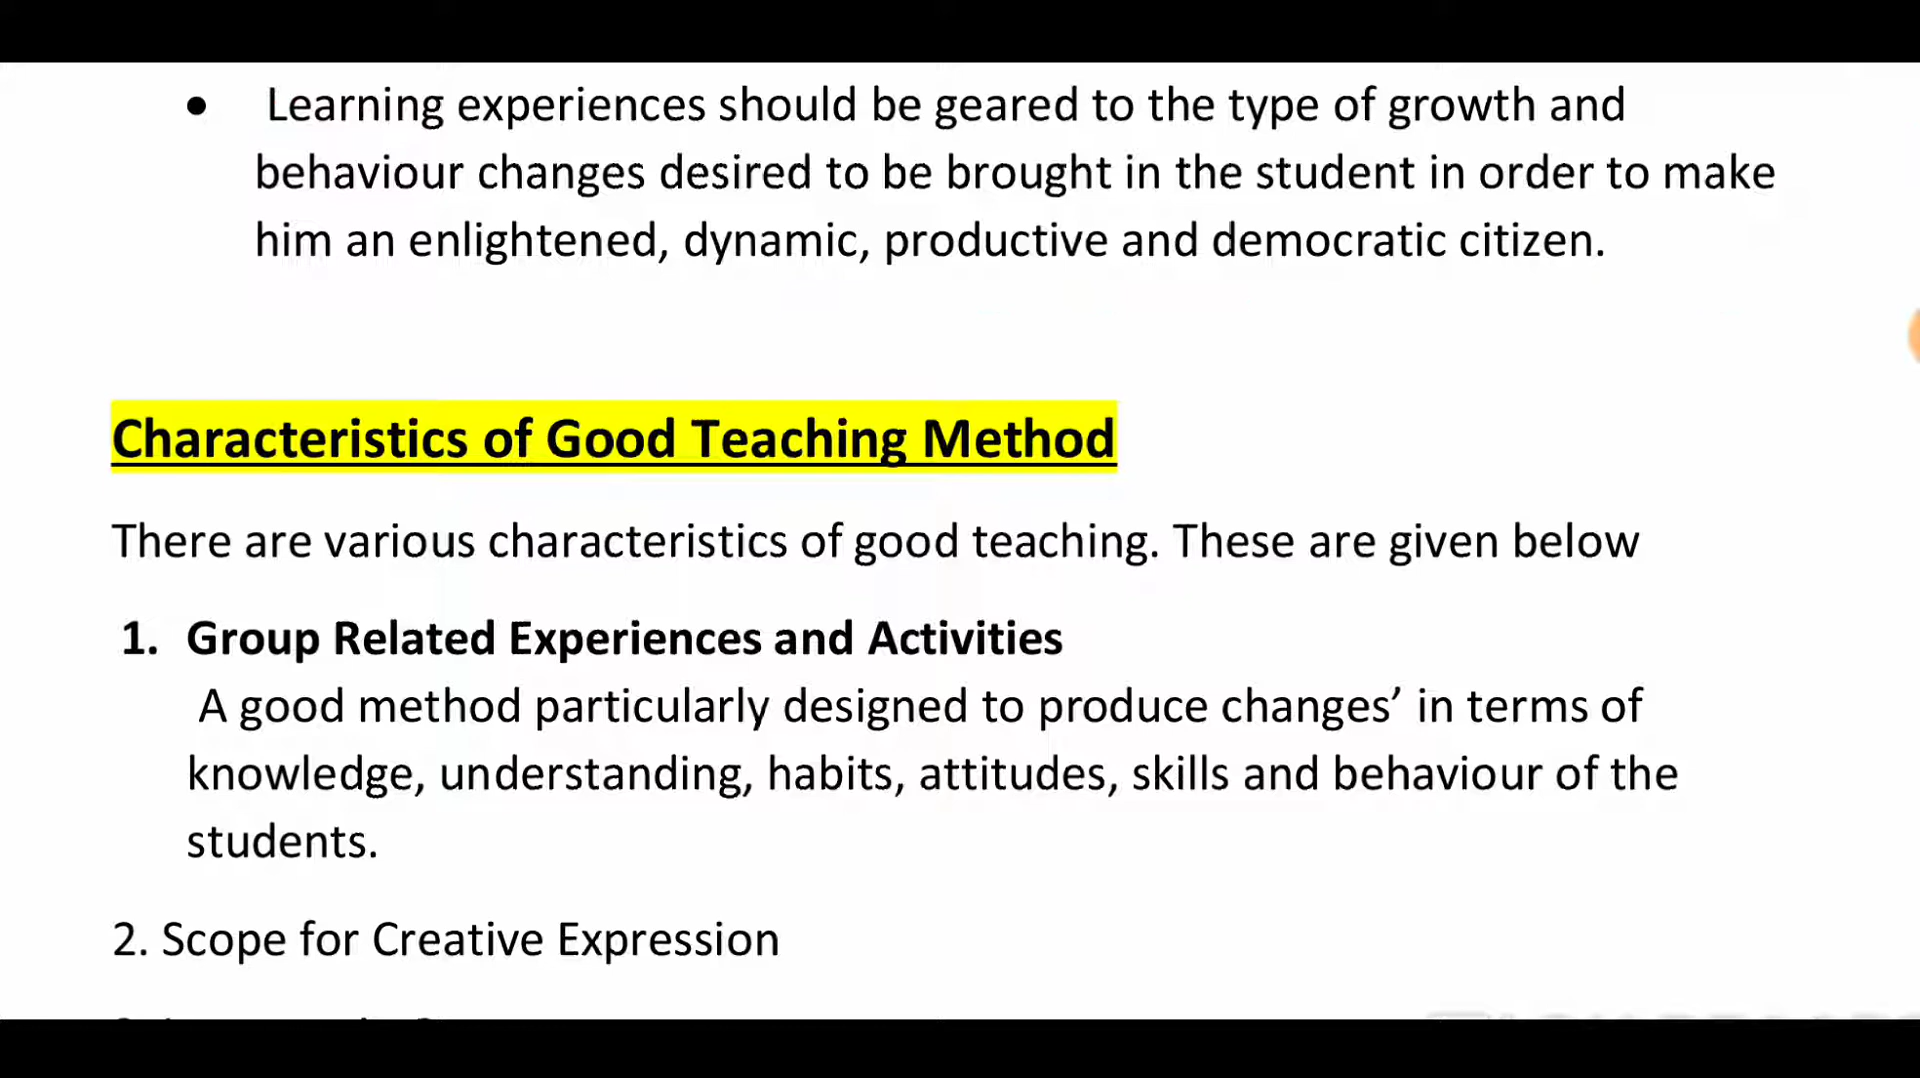 • Learning experiences should be geared to the type of growth and
behaviour changes desired to be brought in the student in order to make
him an enlightened, dynamic, productive and democratic citizen.
Characteristics of Good Teaching Method
There are various characteristics of good teaching. These are given below
1. Group Related Experiences and Activities
A good method particularly designed to produce changes’ in terms of
knowledge, understanding, habits, attitudes, skills and behaviour of the
students.
2. Scope for Creative Expression